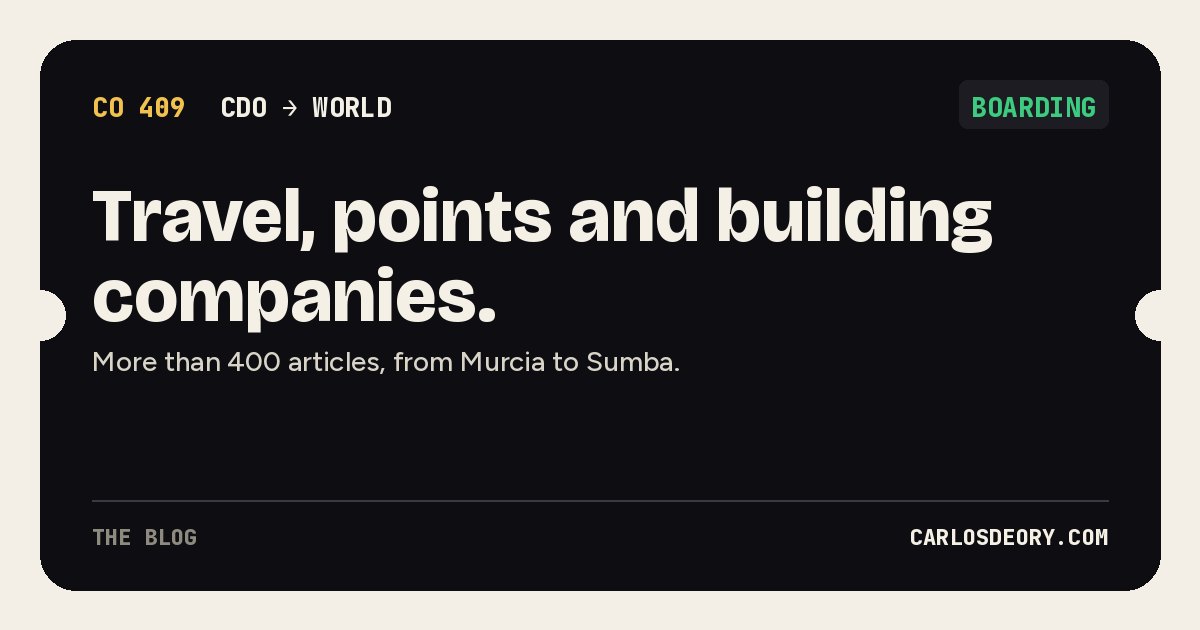 CO 409 CDO → WORLD BOARDING
Travel, points and building
companies.
More than 400 articles, from Murcia to Sumba.
THE BLOG CARLOSDEORY.COM